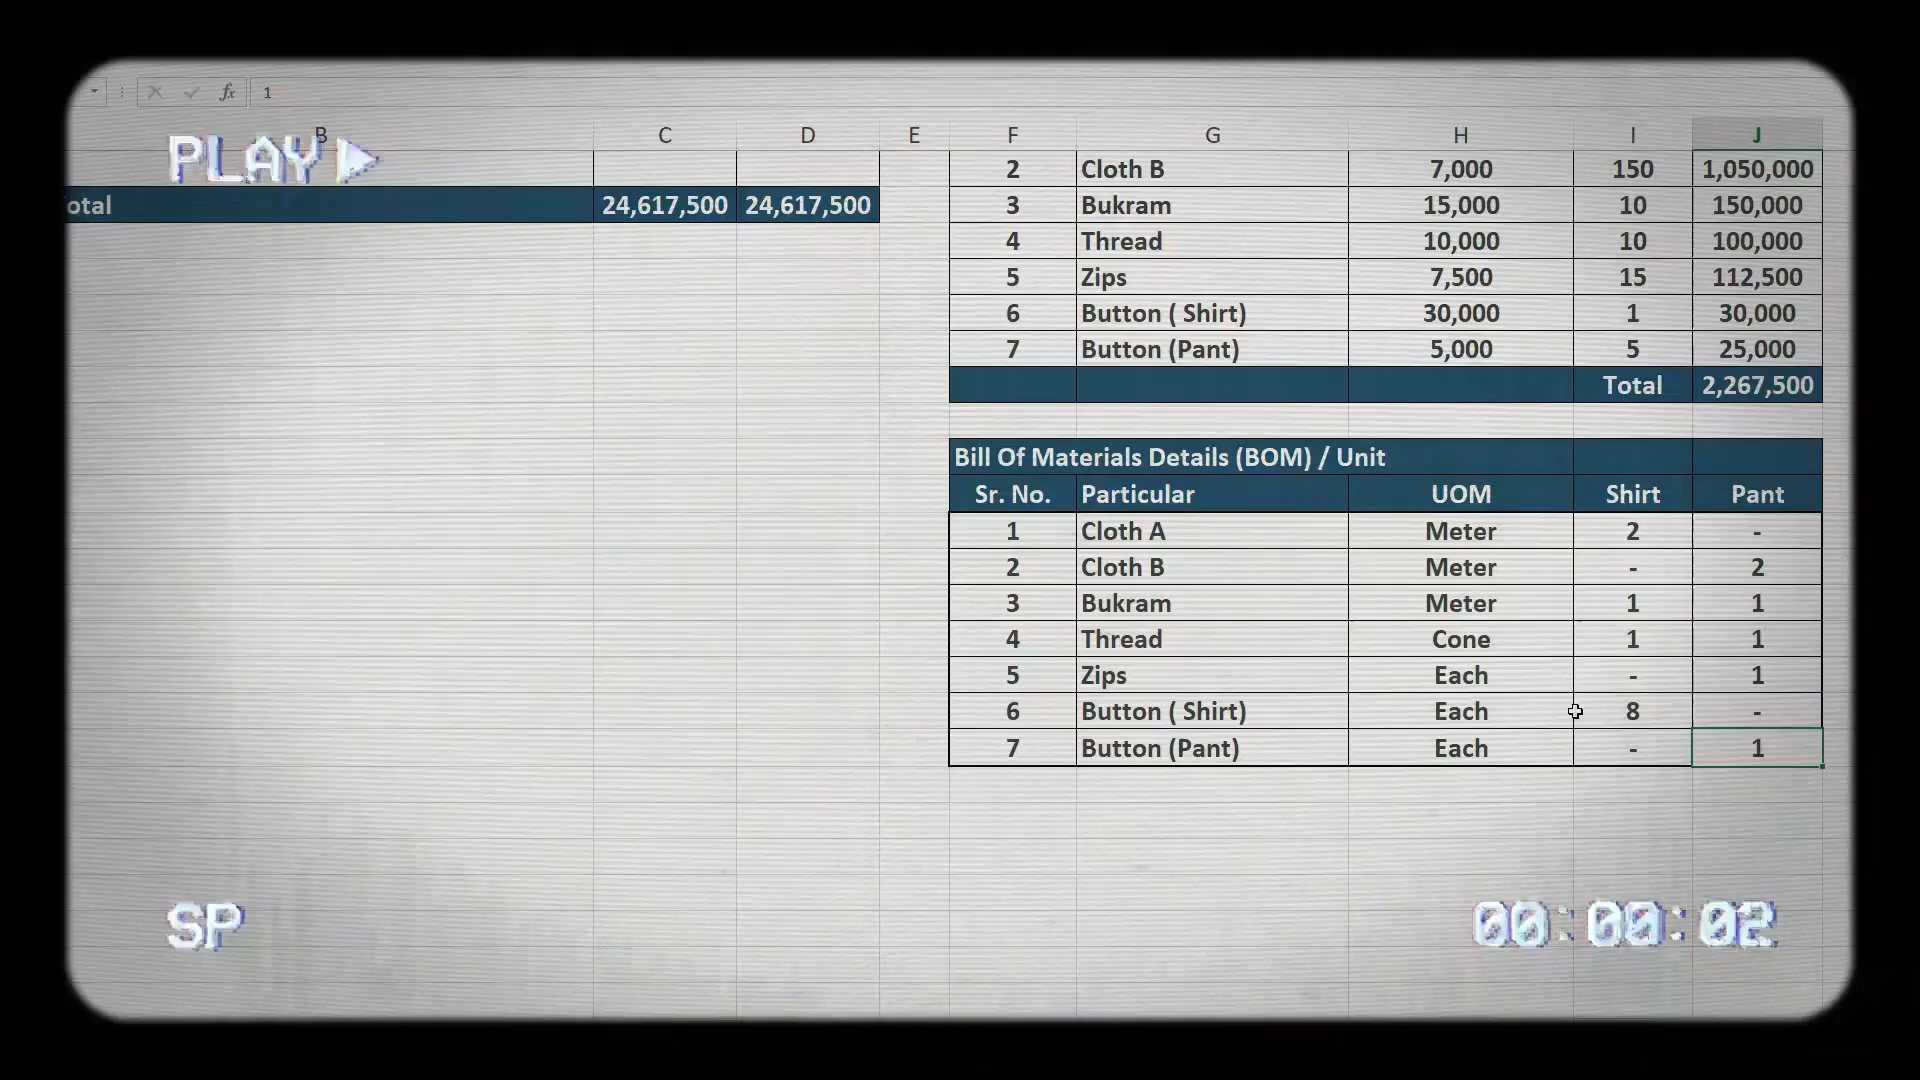 fx 1
B C D E F G H I J
PLAY
otal 24,617,500 24,617,500
2 Cloth B 7,000 150 1,050,000
3 Bukram 15,000 10 150,000
4 Thread 10,000 10 100,000
5 Zips 7,500 15 112,500
6 Button ( Shirt) 30,000 1 30,000
7 Button (Pant) 5,000 5 25,000
Total 2,267,500
Bill Of Materials Details (BOM) / Unit
Sr. No. Particular UOM Shirt Pant
1 Cloth A Meter 2 -
2 Cloth B Meter - 2
3 Bukram Meter 1 1
4 Thread Cone 1 1
5 Zips Each - 1
6 Button ( Shirt) Each 8 -
7 Button (Pant) Each - 1
SP 00:00:02